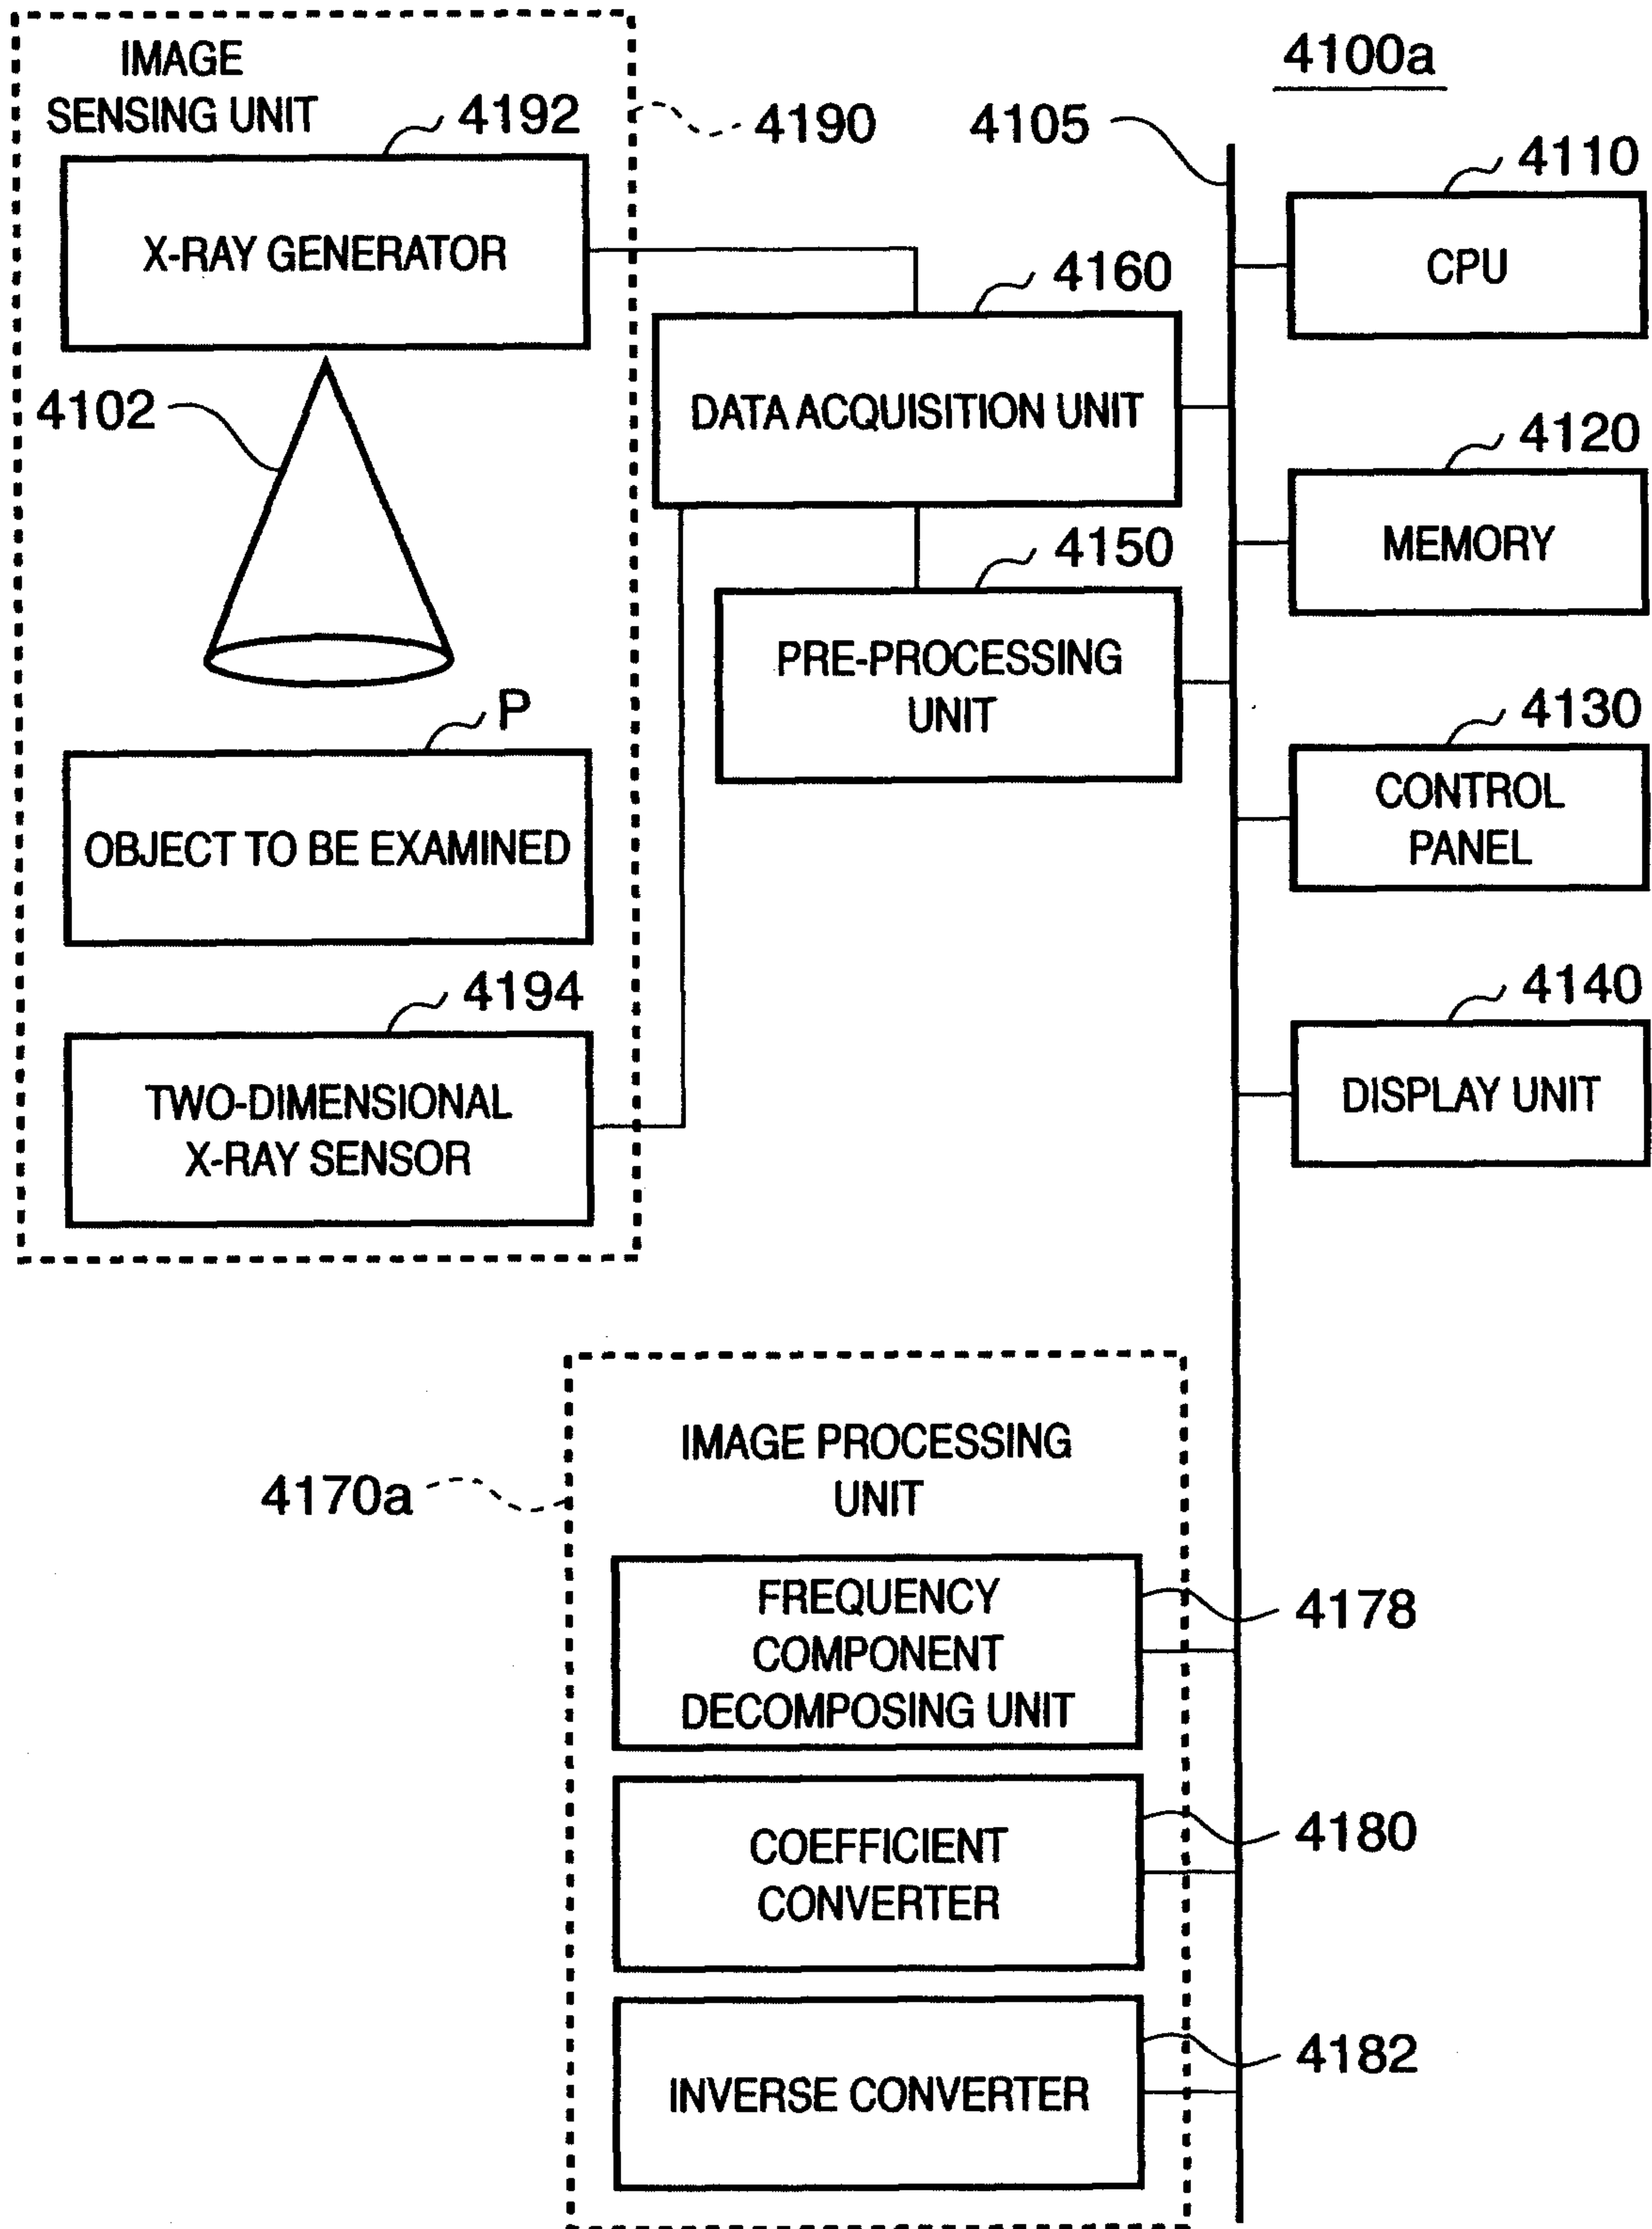 4100a
IMAGE
SENSING UNIT
4190
4192
X-RAY GENERATOR
4102
P
OBJECT TO BE EXAMINED
4194
TWO-DIMENSIONAL
X-RAY SENSOR
4160
DATA ACQUISITION UNIT
4150
PRE-PROCESSING
UNIT
4105
4110
CPU
4120
MEMORY
4130
CONTROL
PANEL
4140
DISPLAY UNIT
4170a
IMAGE PROCESSING
UNIT
FREQUENCY
COMPONENT
DECOMPOSING UNIT
4178
COEFFICIENT
CONVERTER
4180
INVERSE CONVERTER
4182